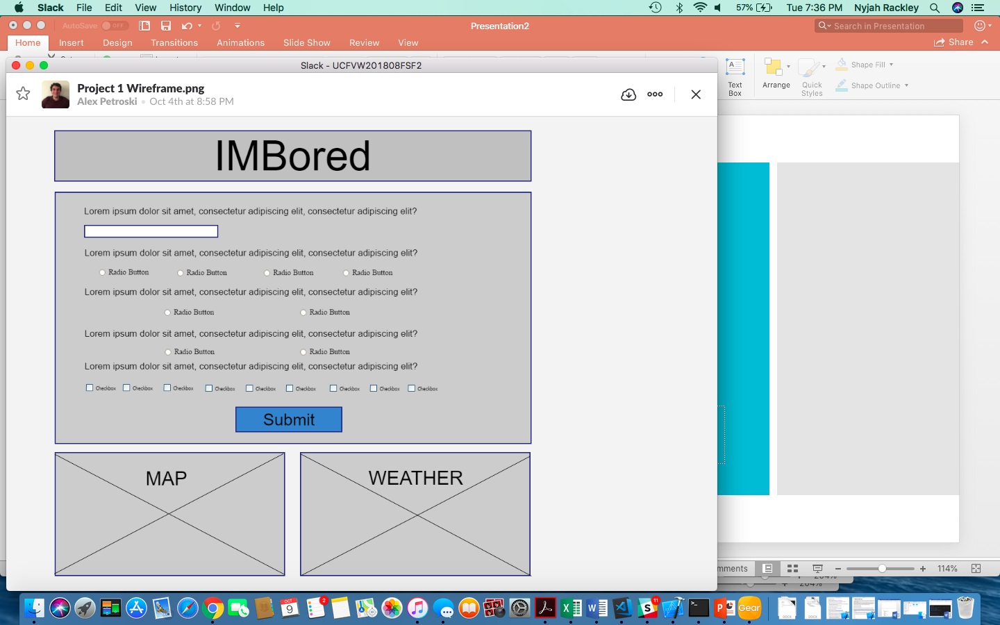 Slack File Edit View History Window Help 57% Tue 7:36 PM Nyjah Rackley
AutoSave OFF Presentation2 Search in Presentation
Home Insert Design Transitions Animations Slide Show Review View Share
Slack - UCFVW201808FSF2
Project 1 Wireframe.png
Alex Petroski • Oct 4th at 8:58 PM
Text
Box
Arrange
Quick
Styles
Shape Fill
Shape Outline
IMBored
Lorem ipsum dolor sit amet, consectetur adipiscing elit, consectetur adipiscing elit?
Lorem ipsum dolor sit amet, consectetur adipiscing elit, consectetur adipiscing elit?
Radio Button Radio Button Radio Button Radio Button
Lorem ipsum dolor sit amet, consectetur adipiscing elit, consectetur adipiscing elit?
Radio Button Radio Button
Lorem ipsum dolor sit amet, consectetur adipiscing elit, consectetur adipiscing elit?
Radio Button Radio Button
Lorem ipsum dolor sit amet, consectetur adipiscing elit, consectetur adipiscing elit?
Checkbox Checkbox Checkbox Checkbox Checkbox Checkbox Checkbox Checkbox Checkbox
Submit
MAP WEATHER
mments 114%
OCT
9
2
11
Gear
DOCX DOCX